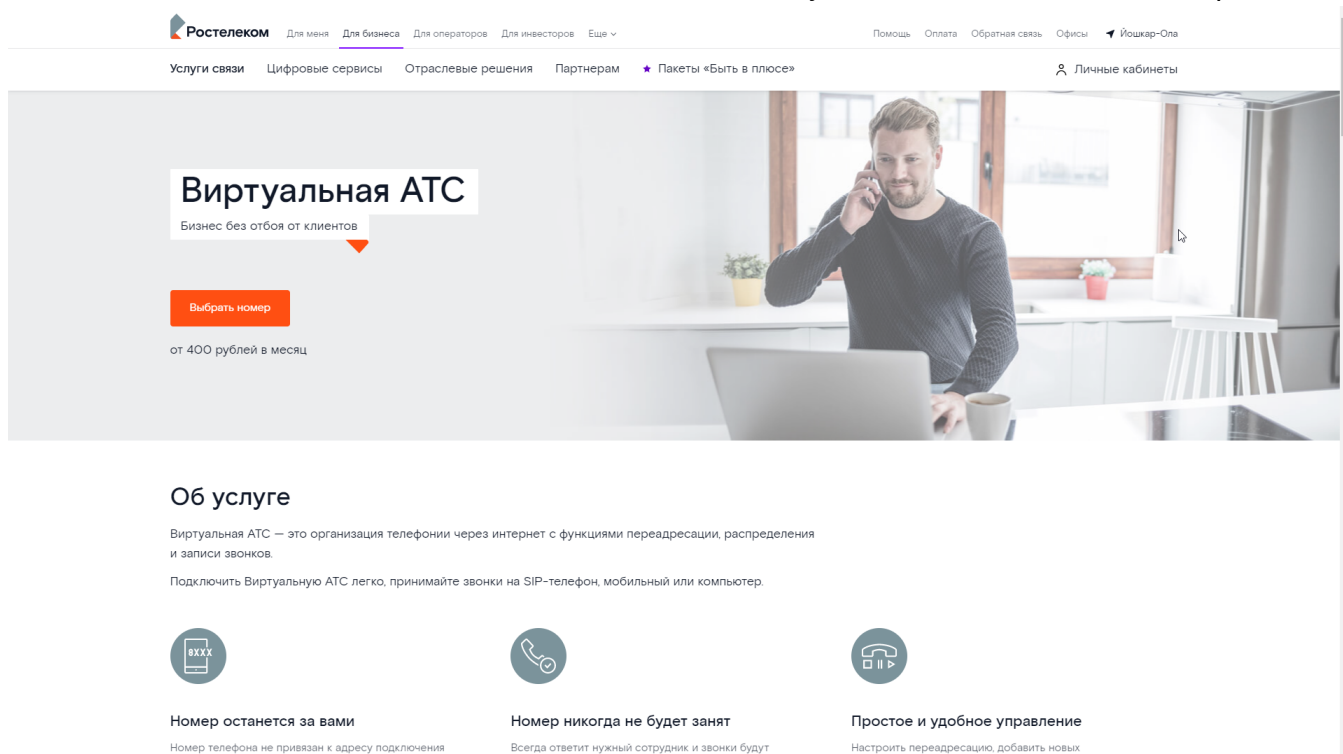 Ростелеком Для меня Для бизнеса Для операторов Для инвесторов Еще Помощь Оплата Обратная связь Офисы Йошкар-Ола
Услуги связи Цифровые сервисы Отраслевые решения Партнерам Пакеты «Быть в плюсе» Личные кабинеты
Виртуальная АТС
Бизнес без отбоя от клиентов
Выбрать номер
от 400 рублей в месяц
Об услуге
Виртуальная АТС — это организация телефонии через интернет с функциями переадресации, распределения
и записи звонков.
Подключить Виртуальную АТС легко, принимайте звонки на SIP-телефон, мобильный или компьютер.
8XXX
Номер останется за вами Номер никогда не будет занят Простое и удобное управление
Номер телефона не привязан к адресу подключения Всегда ответит нужный сотрудник и звонки будут Настроить переадресацию, добавить новых